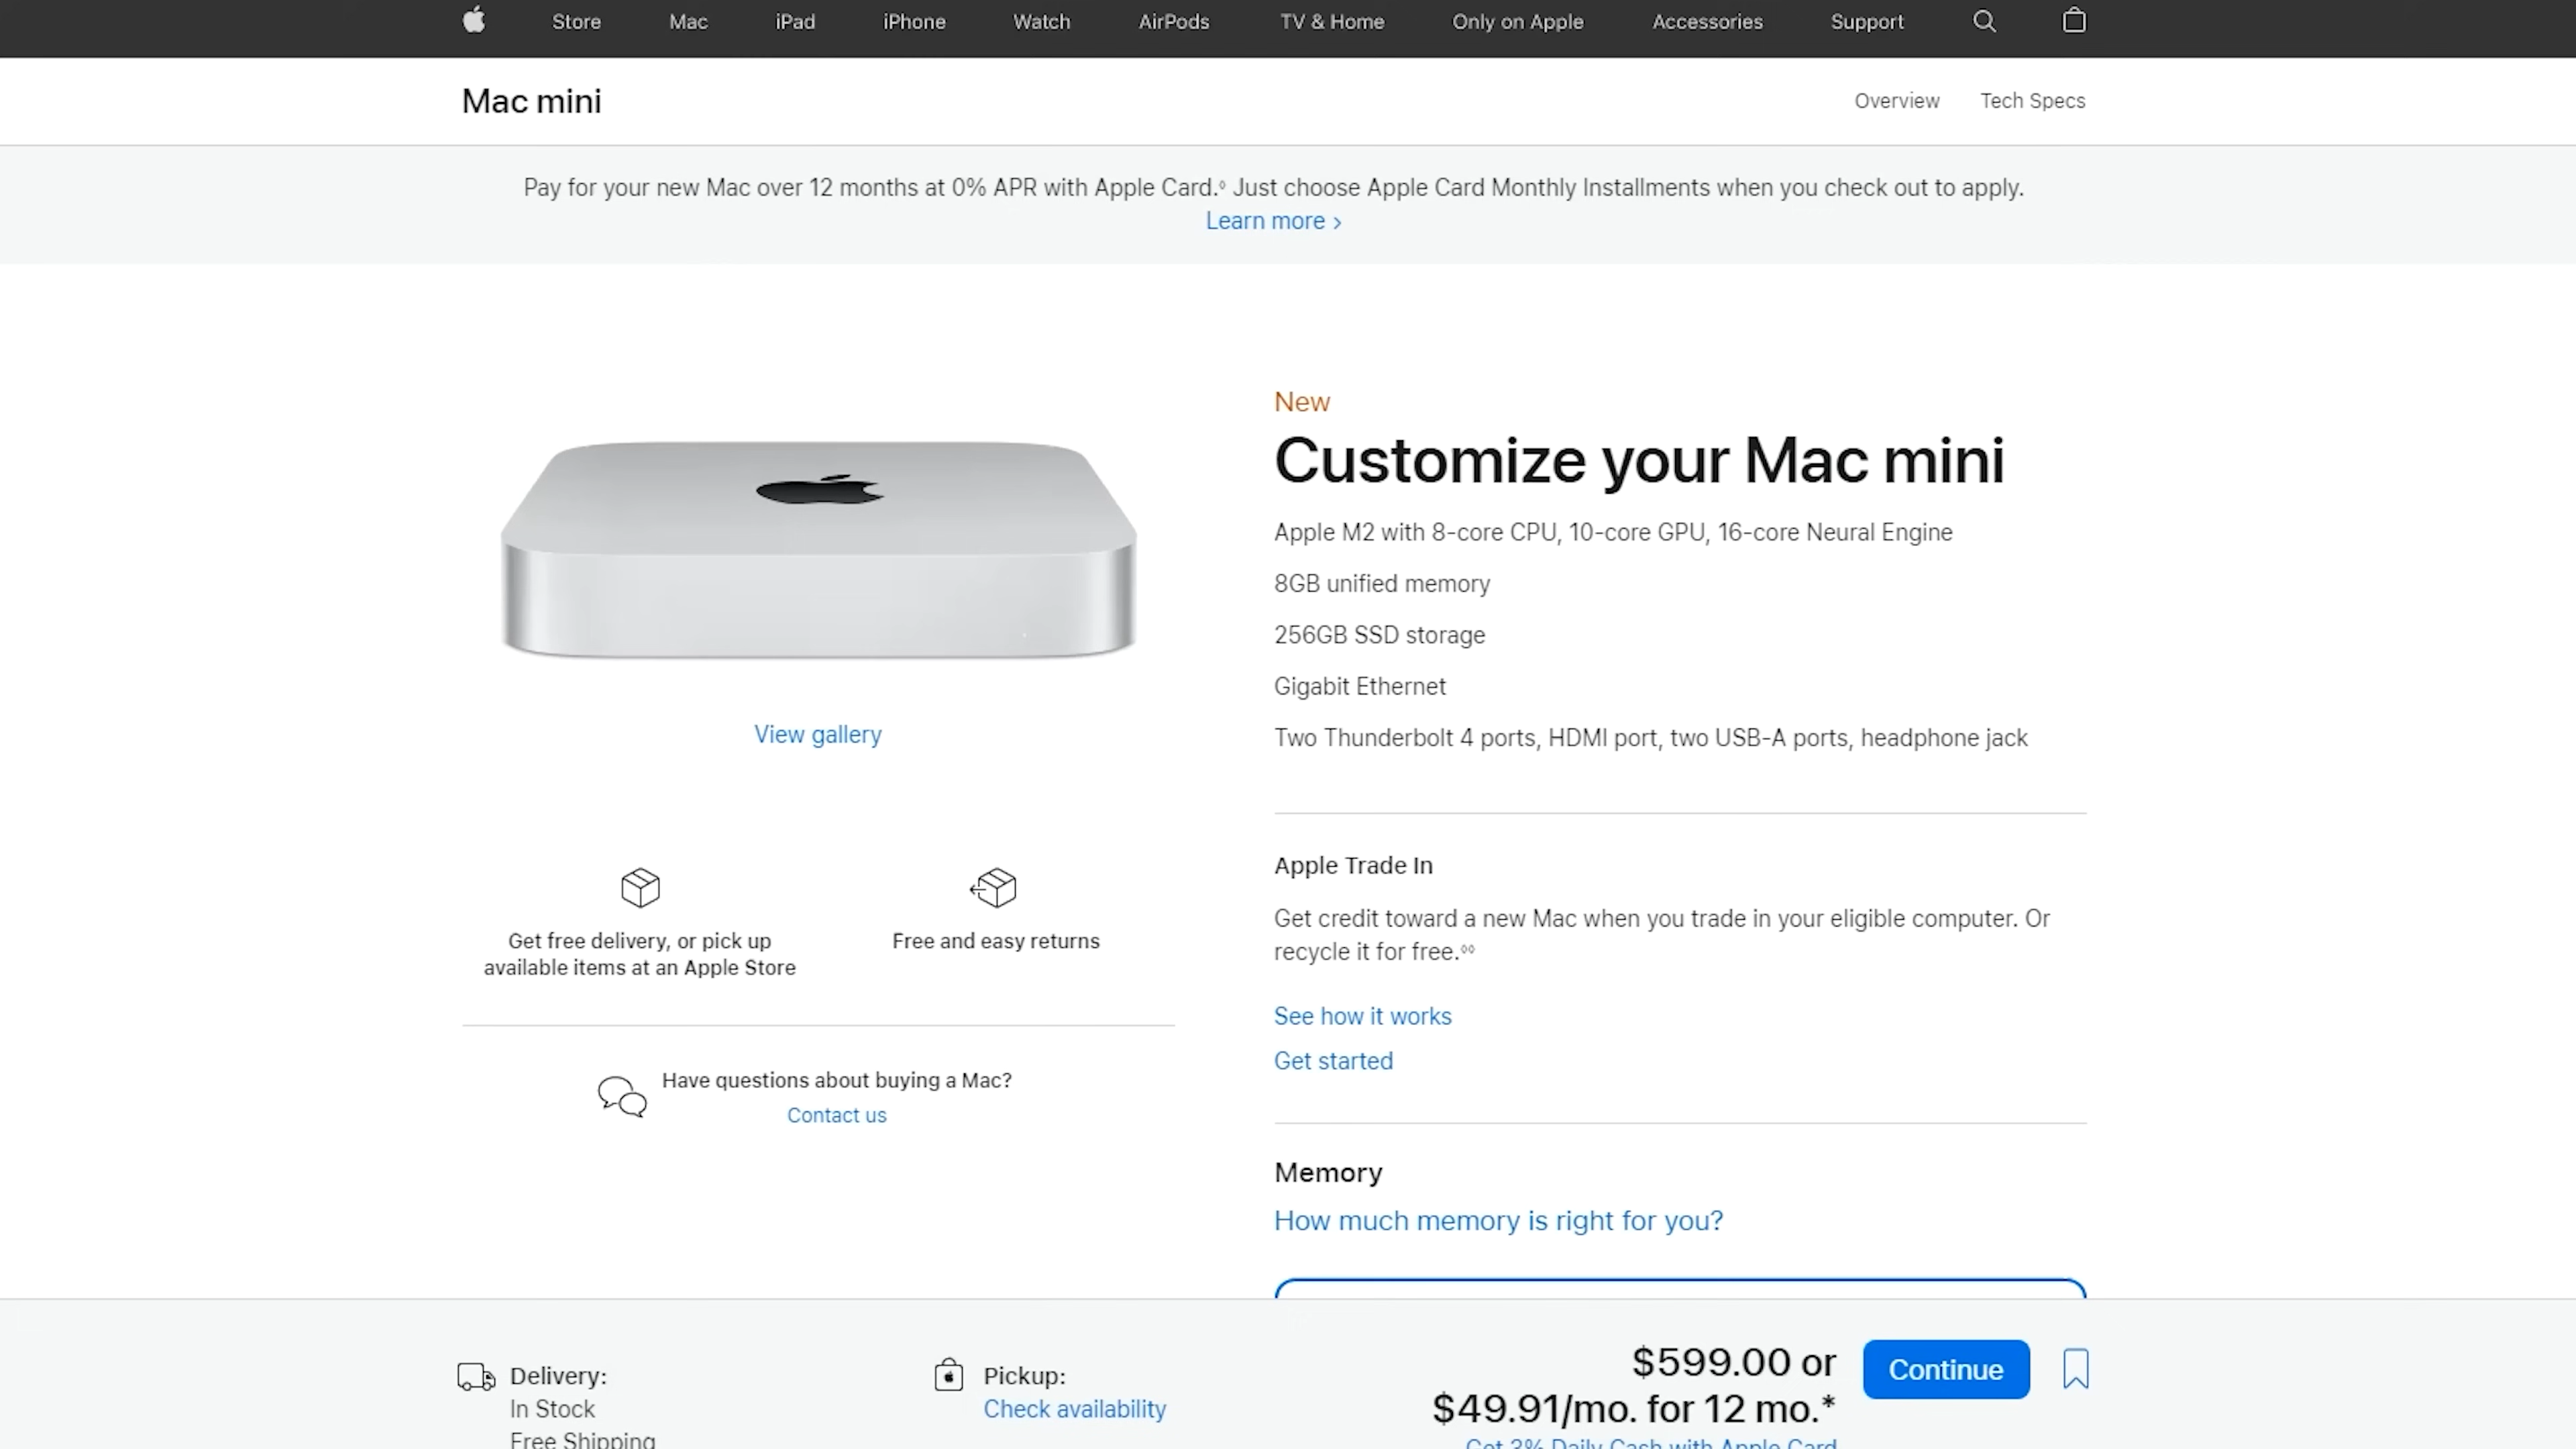 Store Mac iPad iPhone Watch AirPods TV & Home Only on Apple Accessories Support
Mac mini
Overview Tech Specs
Pay for your new Mac over 12 months at 0% APR with Apple Card.◊ Just choose Apple Card Monthly Installments when you check out to apply.
Learn more >
New
Customize your Mac mini
Apple M2 with 8-core CPU, 10-core GPU, 16-core Neural Engine
8GB unified memory
256GB SSD storage
Gigabit Ethernet
Two Thunderbolt 4 ports, HDMI port, two USB-A ports, headphone jack
View gallery
Get free delivery, or pick up
available items at an Apple Store
Free and easy returns
Have questions about buying a Mac?
Contact us
Apple Trade In
Get credit toward a new Mac when you trade in your eligible computer. Or
recycle it for free.◊◊
See how it works
Get started
Memory
How much memory is right for you?
Delivery:
In Stock
Free Shipping
Pickup:
Check availability
$599.00 or
$49.91/mo. for 12 mo.*
Get 3% Daily Cash with Apple Card
Continue